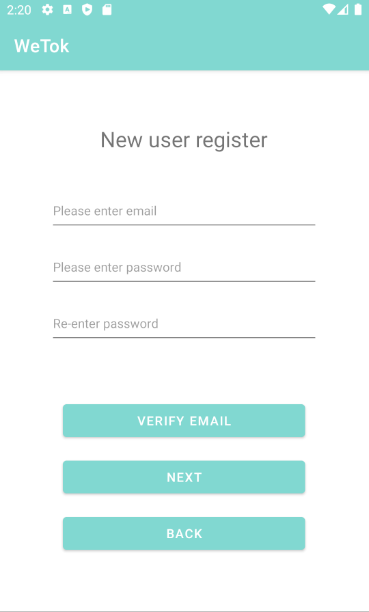 2:20
WeTok
New user register
Please enter email
Please enter password
Re-enter password
VERIFY EMAIL
NEXT
BACK